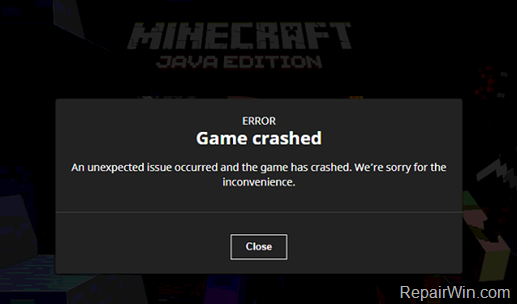 MINECRAFT
JAVA EDITION
ERROR
Game crashed
An unexpected issue occurred and the game has crashed. We're sorry for the
inconvenience.
Close
RepairWin.com